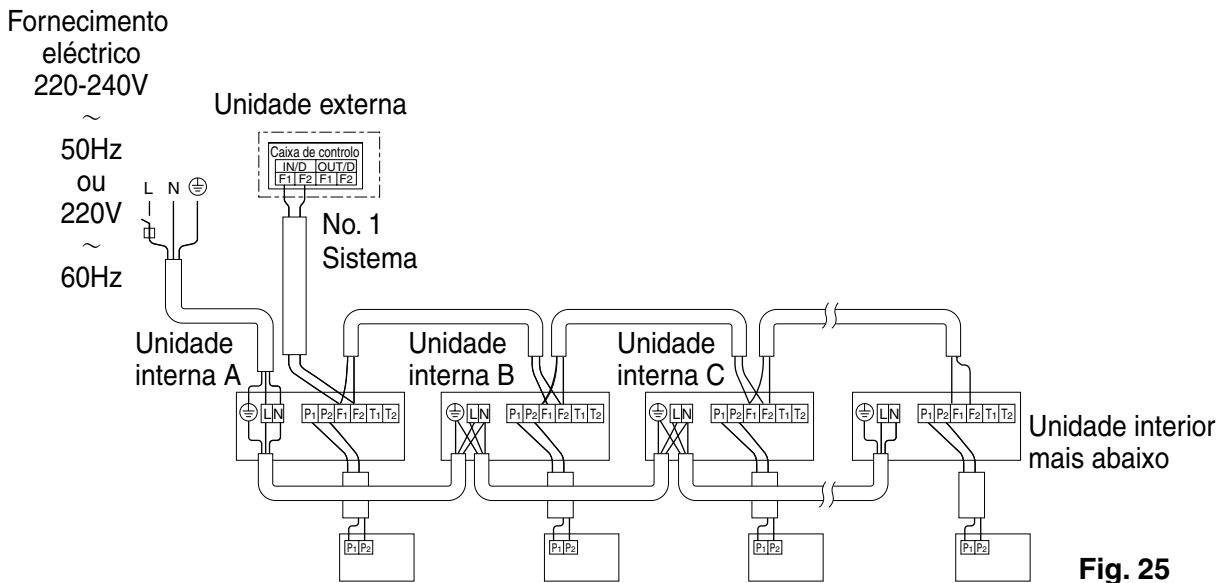 Fornecimento
eléctrico
220-240V
~
50Hz
ou
220V
~
60Hz
L N
Unidade externa
Caixa de controlo
IN/D OUT/D
F1 F2 F1 F2
No. 1
Sistema
Unidade
interna A
Unidade
interna B
Unidade
interna C
L N P1 P2 F1 F2 T1 T2
L N P1 P2 F1 F2 T1 T2
L N P1 P2 F1 F2 T1 T2
L N P1 P2 F1 F2 T1 T2
Unidade interior
mais abaixo
P1 P2
P1 P2
P1 P2
P1 P2
Fig. 25